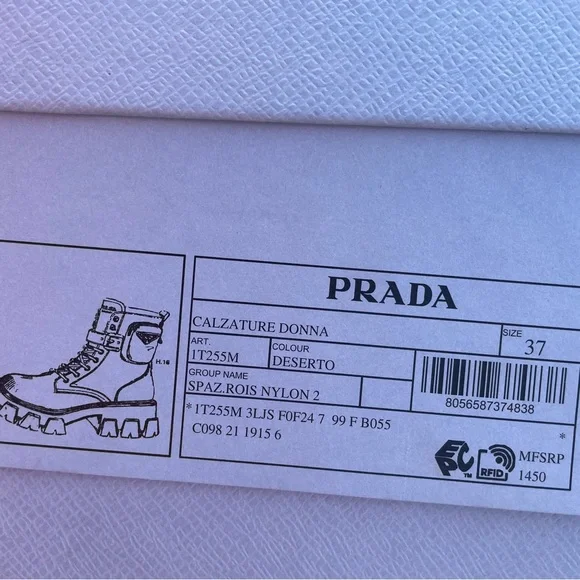 PRADA
CALZATURE DONNA
SIZE
37
ART.
1T255M
COLOUR
DESERTO
GROUP NAME
SPAZ.ROIS NYLON 2
8056587374838
*1T255M 3LJS F0F24 7 99 F B055
C098 21 1915 6
*
EPC™
RFID
MFSRP
1450
H.16